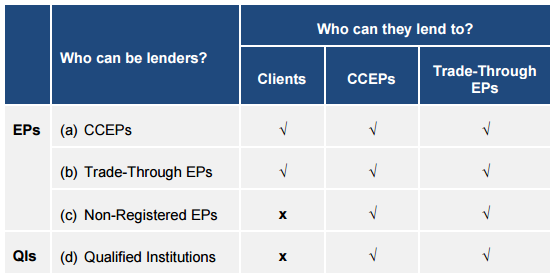 Who can be lenders? Who can they lend to?
Clients CCEPs Trade-Through EPs
EPs (a) CCEPs √ √ √
(b) Trade-Through EPs √ √ √
(c) Non-Registered EPs x √ √
QIs (d) Qualified Institutions x √ √